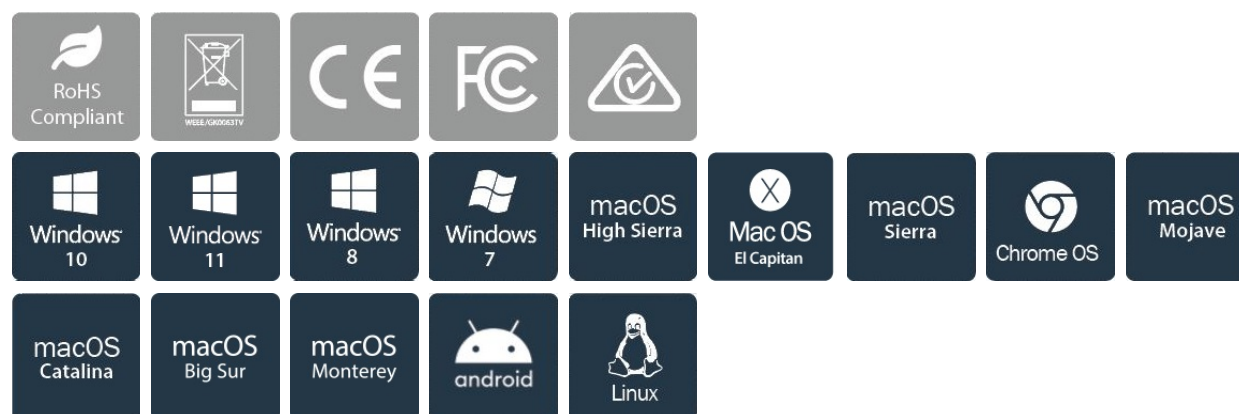 RoHS
Compliant
WEEE/GK0063TV
CE
FC
Windows
10
Windows
11
Windows
8
Windows
7
macOS
High Sierra
X
Mac OS
El Capitan
macOS
Sierra
Chrome OS
macOS
Mojave
macOS
Catalina
macOS
Big Sur
macOS
Monterey
android
Linux